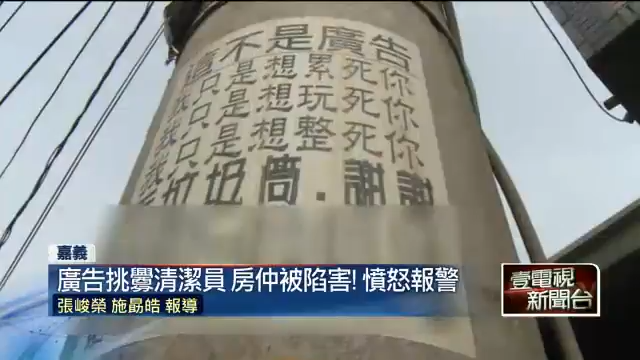 這不是廣告
我只是想累死你
我只是想玩死你
我只是想整死你
謝謝
嘉義
廣告挑釁清潔員 房仲被陷害! 憤怒報警
張峻榮 施勗皓 報導
壹電視
新聞台